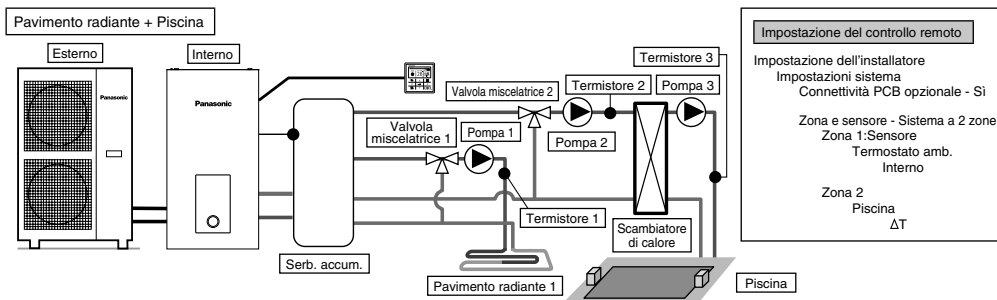 Pavimento radiante + Piscina
Esterno
Interno
Panasonic
Panasonic
Valvola miscelatrice 2
Termistore 2
Termistore 3
Pompa 3
Valvola
miscelatrice 1
Pompa 1
Pompa 2
Termistore 1
Scambiatore
di calore
Serb. accum.
Pavimento radiante 1
Piscina
Impostazione del controllo remoto
Impostazione dell'installatore
Impostazioni sistema
Connettività PCB opzionale - Sì
Zona e sensore - Sistema a 2 zone
Zona 1:Sensore
Termostato amb.
Interno
Zona 2
Piscina
ΔT